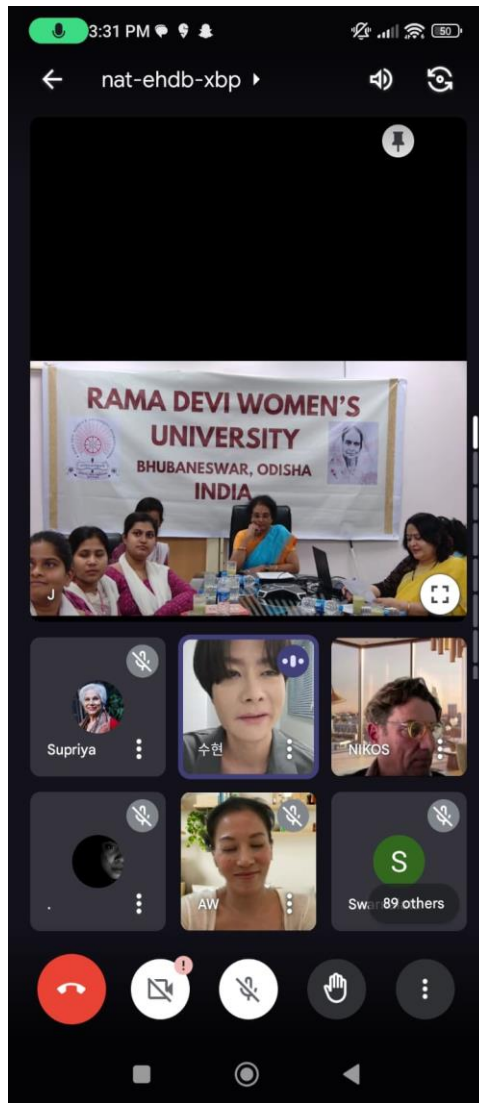 3:31 PM
50
nat-ehdb-xbp
RAMA DEVI WOMEN'S
UNIVERSITY
BHUBANESWAR, ODISHA
INDIA
J
Supriya
수현
NIKOS
.
AW
S
Swar
89 others